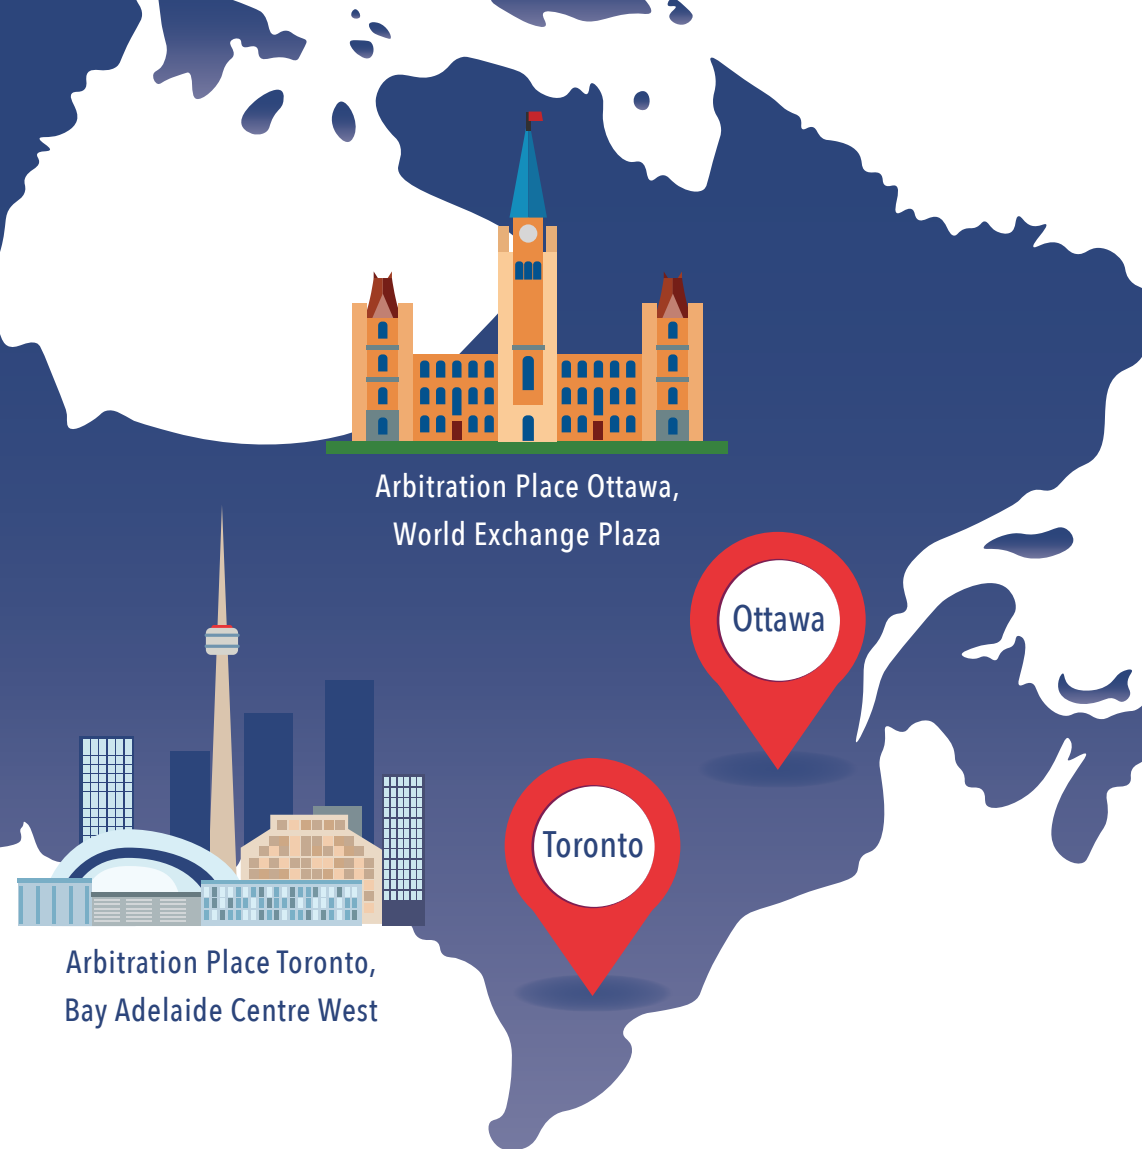 Arbitration Place Ottawa,
World Exchange Plaza
Ottawa
Toronto
Arbitration Place Toronto,
Bay Adelaide Centre West